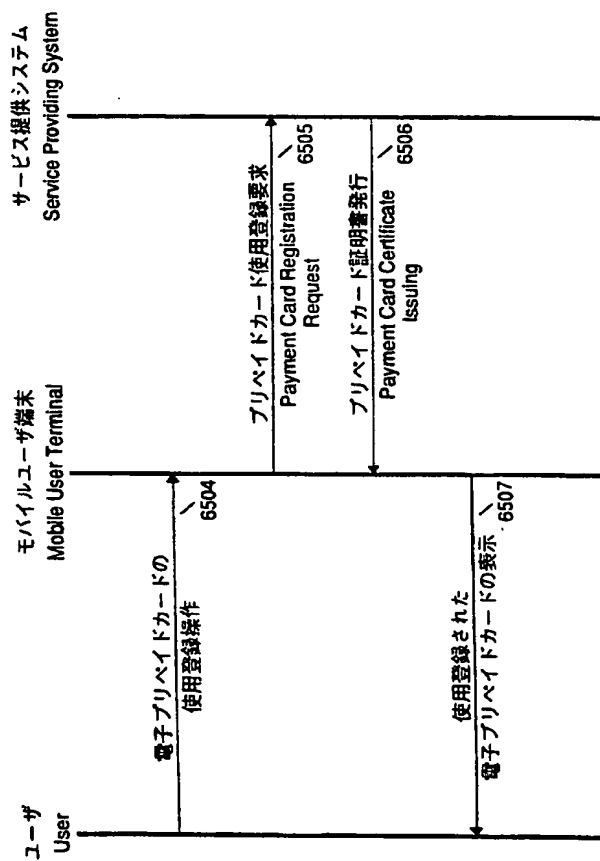 ユーザ
User
モバイルユーザ端末
Mobile User Terminal
サービス提供システム
Service Providing System
電子プリペイドカードの
使用登録操作
6504
プリペイドカード使用登録要求
Payment Card Registration
Request
6505
プリペイドカード証明書発行
Payment Card Certificate
Issuing
6506
使用登録された
電子プリペイドカードの表示
6507